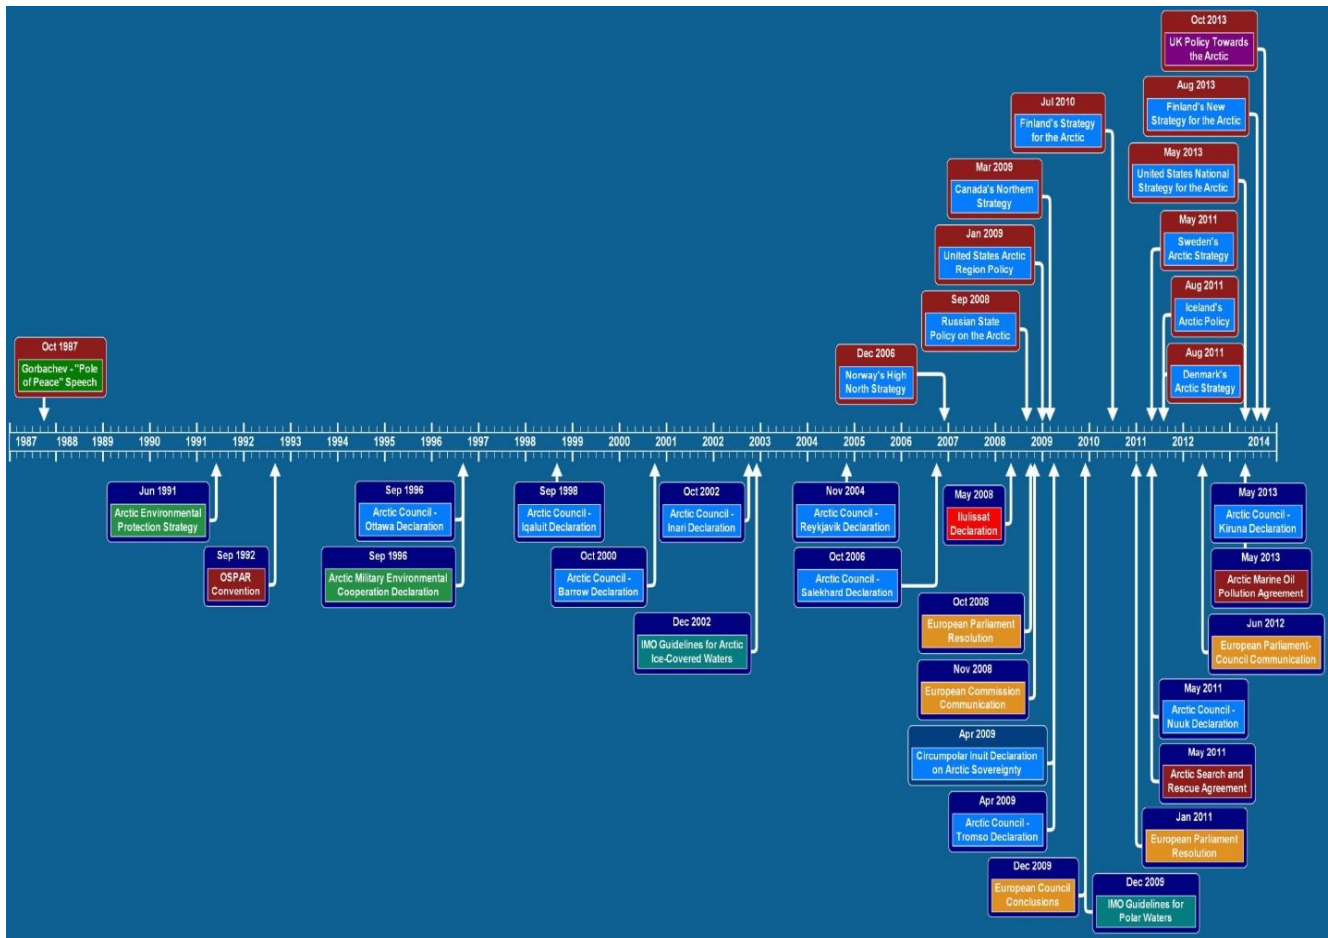 Oct 2013
UK Policy Towards
the Arctic
Aug 2013
Finland's New
Strategy for the Arctic
Jul 2010
Finland's Strategy
for the Arctic
May 2013
United States National
Strategy for the Arctic
Mar 2009
Canada's Northern
Strategy
May 2011
Sweden's
Arctic Strategy
Jan 2009
United States Arctic
Region Policy
Aug 2011
Iceland's
Arctic Policy
Sep 2008
Russian State
Policy on the Arctic
Oct 1987
Gorbachev - "Pole
of Peace" Speech
Dec 2006
Norway's High
North Strategy
Aug 2011
Denmark's
Arctic Strategy
1987 1988 1989 1990 1991 1992 1993 1994 1995 1996 1997 1998 1999 2000 2001 2002 2003 2004 2005 2006 2007 2008 2009 2010 2011 2012 2013 2014
Jun 1991
Arctic Environmental
Protection Strategy
Sep 1996
Arctic Council -
Ottawa Declaration
Sep 1998
Arctic Council -
Iqaluit Declaration
Oct 2002
Arctic Council -
Inari Declaration
Nov 2004
Arctic Council -
Reykjavik Declaration
May 2008
Ilulissat
Declaration
May 2013
Arctic Council -
Kiruna Declaration
Sep 1992
OSPAR
Convention
Sep 1996
Arctic Military Environmental
Cooperation Declaration
Oct 2000
Arctic Council -
Barrow Declaration
Oct 2006
Arctic Council -
Salekhard Declaration
May 2013
Arctic Marine Oil
Pollution Agreement
Dec 2002
IMO Guidelines for Arctic
Ice-Covered Waters
Oct 2008
European Parliament
Resolution
Jun 2012
European Parliament-
Council Communication
Nov 2008
European Commission
Communication
May 2011
Arctic Council -
Nuuk Declaration
Apr 2009
Circumpolar Inuit Declaration
on Arctic Sovereignty
May 2011
Arctic Search and
Rescue Agreement
Apr 2009
Arctic Council -
Tromso Declaration
Jan 2011
European Parliament
Resolution
Dec 2009
European Council
Conclusions
Dec 2009
IMO Guidelines for
Polar Waters